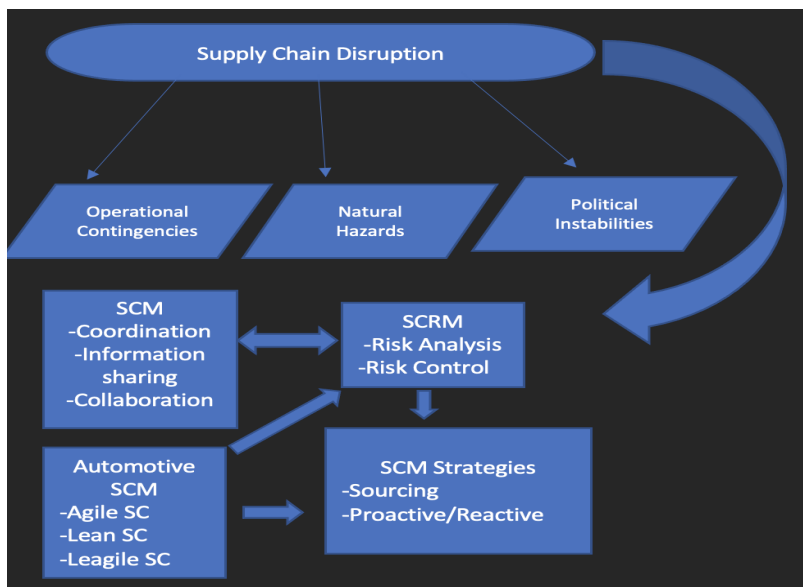 Supply Chain Disruption
Operational
Contingencies
Natural
Hazards
Political
Instabilities
SCM
-Coordination
-Information
sharing
-Collaboration
SCRM
-Risk Analysis
-Risk Control
Automotive
SCM
-Agile SC
-Lean SC
-Leagile SC
SCM Strategies
-Sourcing
-Proactive/Reactive